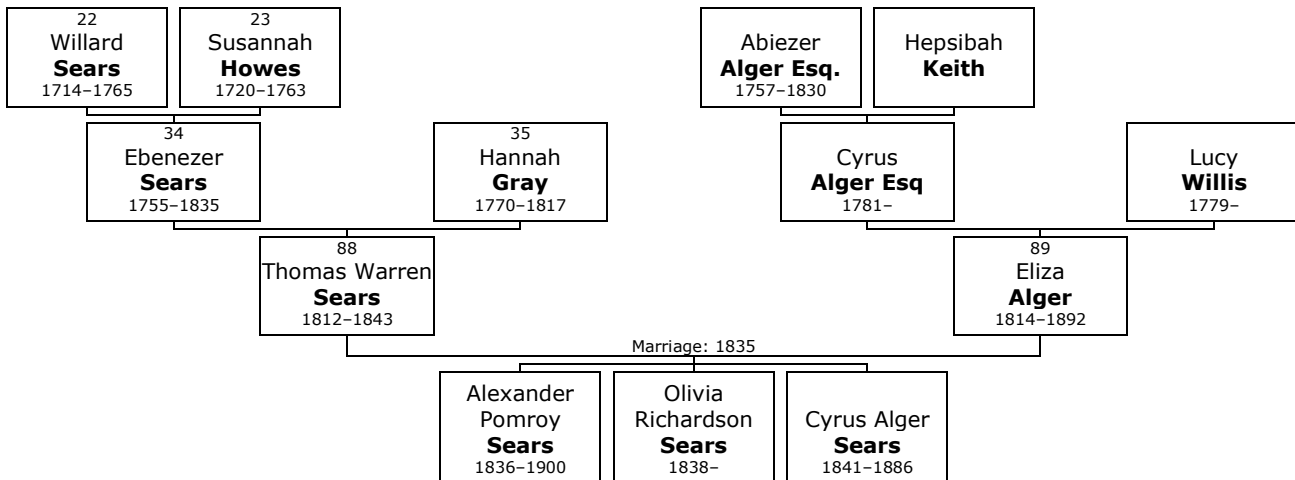 22
Willard
Sears
1714–1765
23
Susannah
Howes
1720–1763
Abiezer
Alger Esq.
1757–1830
Hepsibah
Keith
34
Ebenezer
Sears
1755–1835
35
Hannah
Gray
1770–1817
Cyrus
Alger Esq
1781–
Lucy
Willis
1779–
88
Thomas Warren
Sears
1812–1843
89
Eliza
Alger
1814–1892
Marriage: 1835
Alexander
Pomroy
Sears
1836–1900
Olivia
Richardson
Sears
1838–
Cyrus Alger
Sears
1841–1886